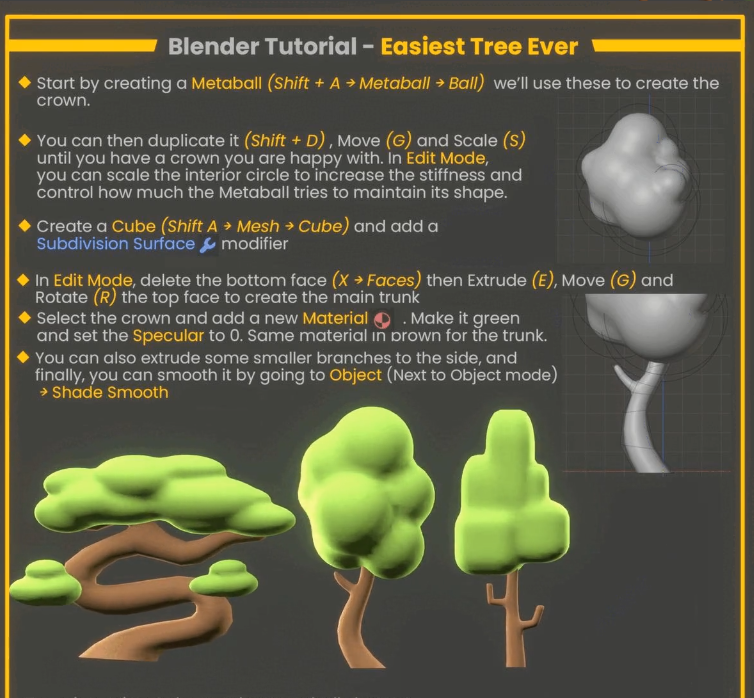 Blender Tutorial - Easiest Tree Ever
Start by creating a Metaball (Shift + A → Metaball → Ball) we'll use these to create the
crown.
You can then duplicate it (Shift + D) , Move (G) and Scale (S)
until you have a crown you are happy with. In Edit Mode,
you can scale the interior circle to increase the stiffness and
control how much the Metaball tries to maintain its shape.
Create a Cube (Shift A → Mesh → Cube) and add a
Subdivision Surface modifier
In Edit Mode, delete the bottom face (X → Faces) then Extrude (E), Move (G) and
Rotate (R) the top face to create the main trunk
Select the crown and add a new Material . Make it green
and set the Specular to 0. Same material in brown for the trunk.
You can also extrude some smaller branches to the side, and
finally, you can smooth it by going to Object (Next to Object mode)
→ Shade Smooth